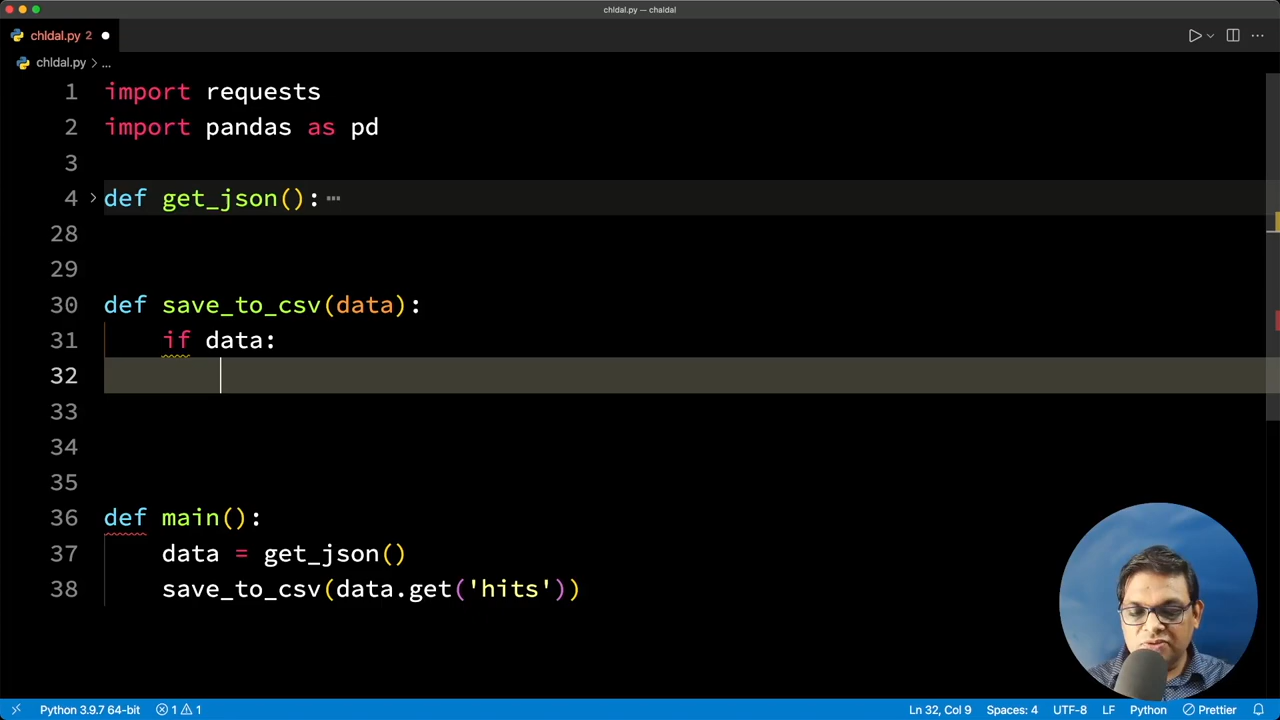 chldal.py — chaldal
chldal.py 2
chldal.py > ...
1 import requests
2 import pandas as pd
3
4 def get_json(): ⋯
28
29
30 def save_to_csv(data):
31 if data:
32
33
34
35
36 def main():
37 data = get_json()
38 save_to_csv(data.get('hits'))
Python 3.9.7 64-bit 1 1 Ln 32, Col 9 Spaces: 4 UTF-8 LF Python Prettier